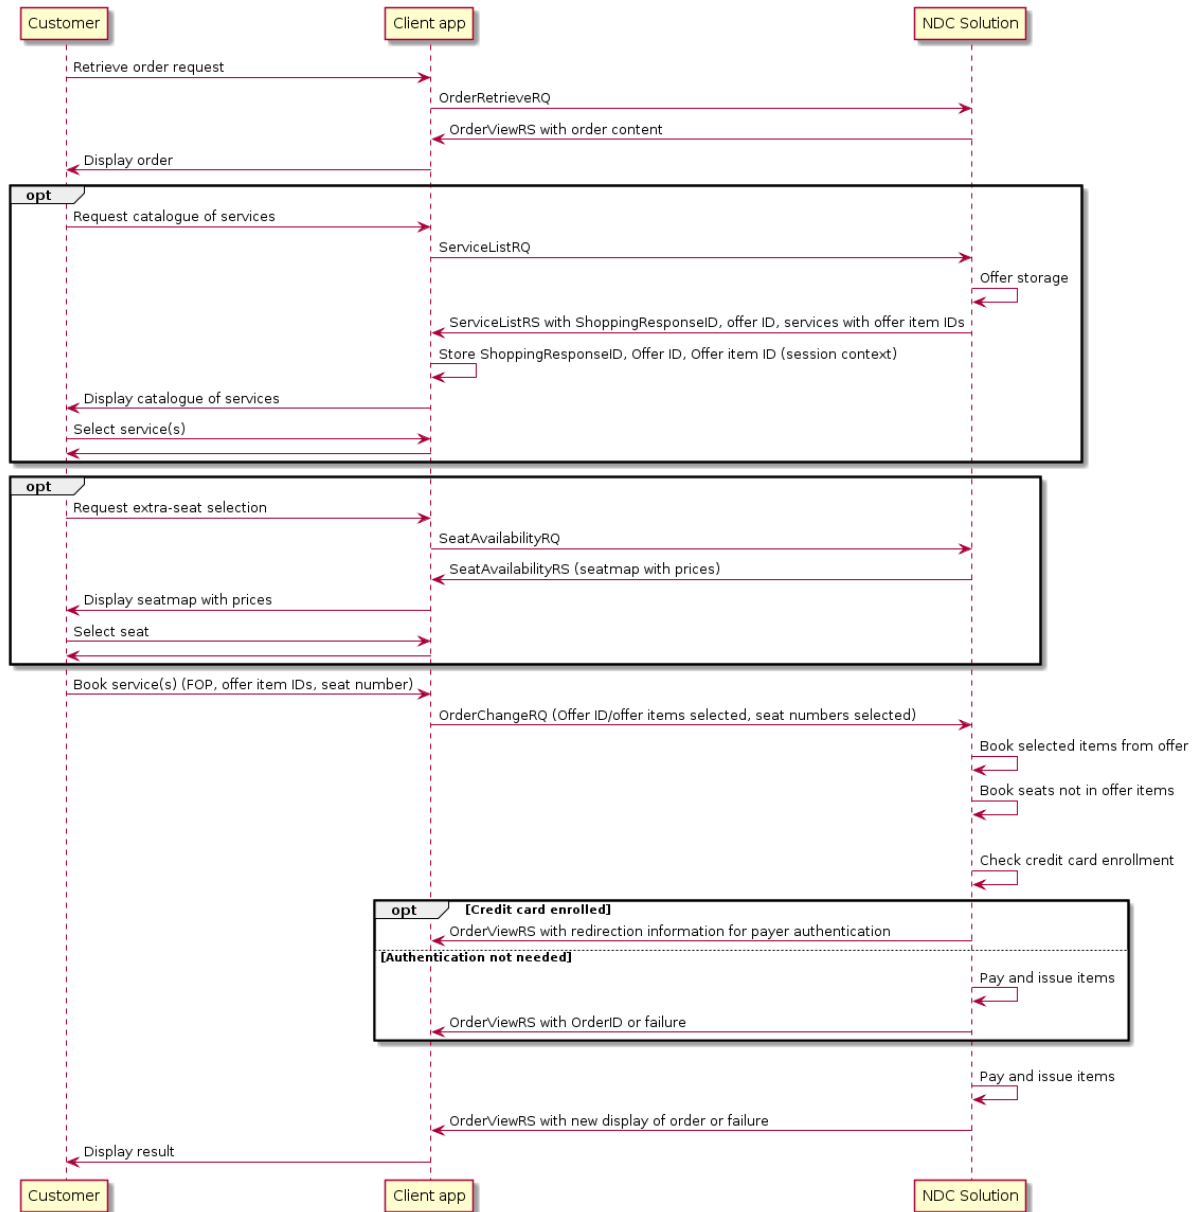 Customer
Client app
NDC Solution
Retrieve order request
OrderRetrieveRQ
OrderViewRS with order content
Display order
opt
Request catalogue of services
ServiceListRQ
Offer storage
ServiceListRS with ShoppingResponseID, offer ID, services with offer item IDs
Store ShoppingResponseID, Offer ID, Offer item ID (session context)
Display catalogue of services
Select service(s)
opt
Request extra-seat selection
SeatAvailabilityRQ
SeatAvailabilityRS (seatmap with prices)
Display seatmap with prices
Select seat
Book service(s) (FOP, offer item IDs, seat number)
OrderChangeRQ (Offer ID/offer items selected, seat numbers selected)
Book selected items from offer
Book seats not in offer items
Check credit card enrollment
opt
[Credit card enrolled]
OrderViewRS with redirection information for payer authentication
[Authentication not needed]
Pay and issue items
OrderViewRS with OrderID or failure
Pay and issue items
OrderViewRS with new display of order or failure
Display result
Customer
Client app
NDC Solution